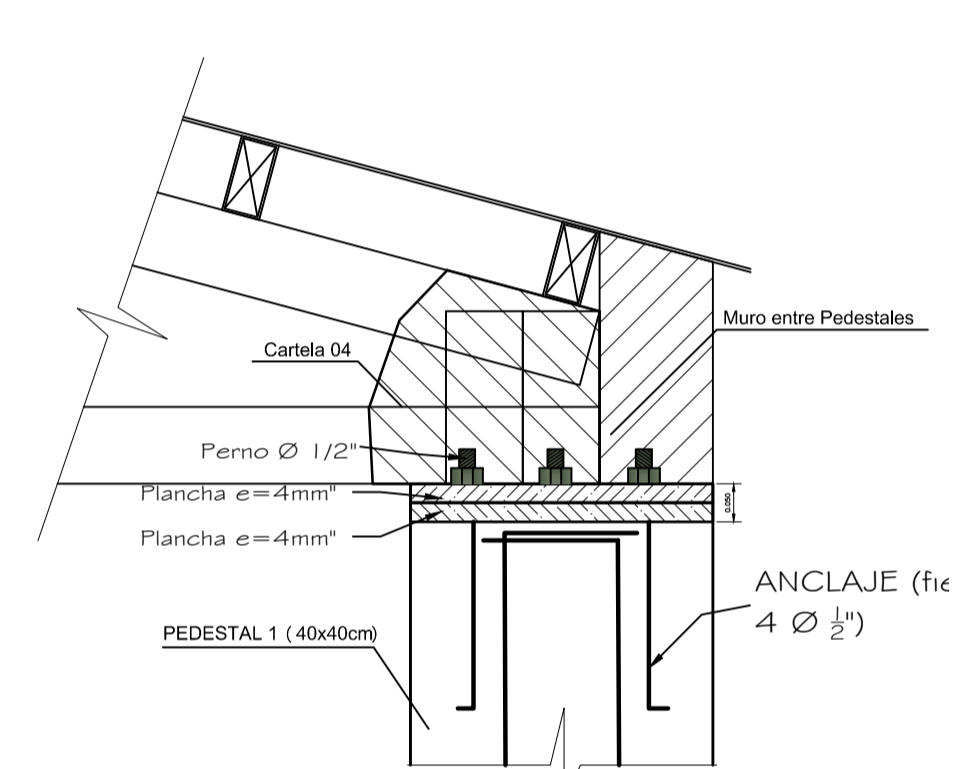 Muro entre Pedestales
Cartela 04
Perno Ø 1/2"
Plancha e=4mm"
Plancha e=4mm"
0.050
ANCLAJE (fie
4 Ø ½")
PEDESTAL 1 ( 40x40cm)